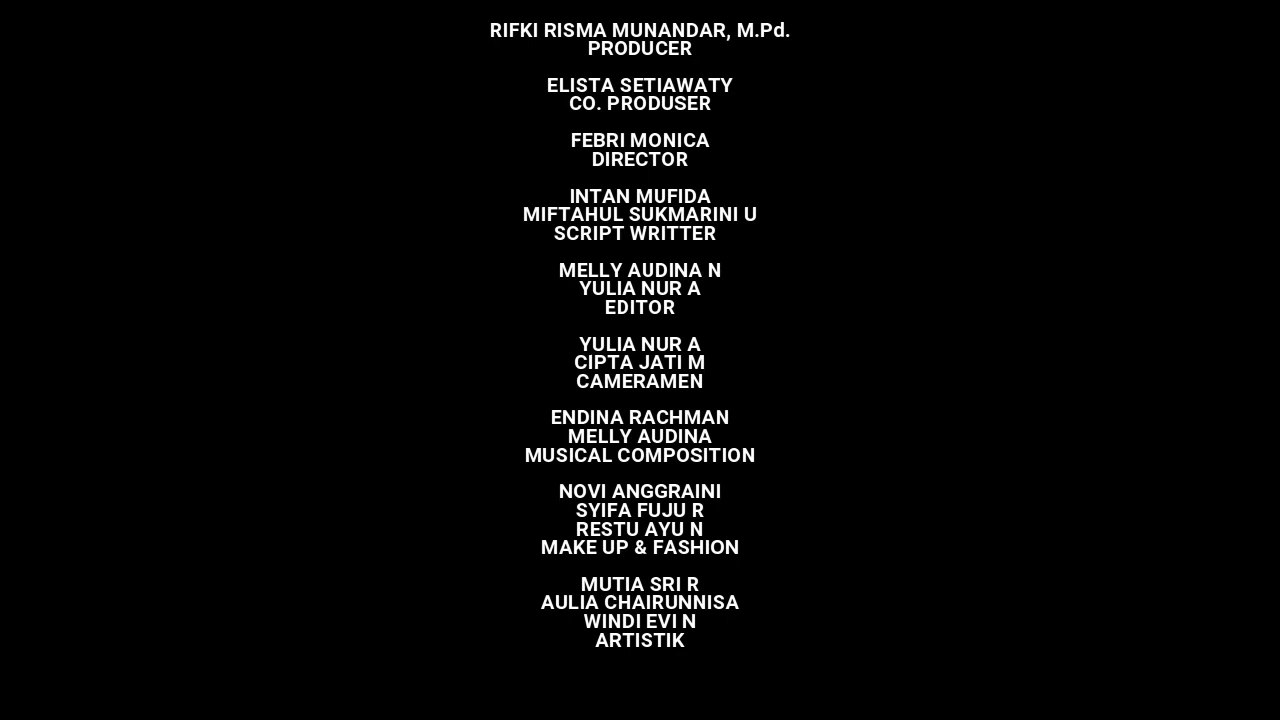 RIFKI RISMA MUNANDAR, M.Pd.
PRODUCER
ELISTA SETIAWATY
CO. PRODUSER
FEBRI MONICA
DIRECTOR
INTAN MUFIDA
MIFTAHUL SUKMARINI U
SCRIPT WRITTER
MELLY AUDINA N
YULIA NUR A
EDITOR
YULIA NUR A
CIPTA JATI M
CAMERAMEN
ENDINA RACHMAN
MELLY AUDINA
MUSICAL COMPOSITION
NOVI ANGGRAINI
SYIFA FUJU R
RESTU AYU N
MAKE UP & FASHION
MUTIA SRI R
AULIA CHAIRUNNISA
WINDI EVI N
ARTISTIK